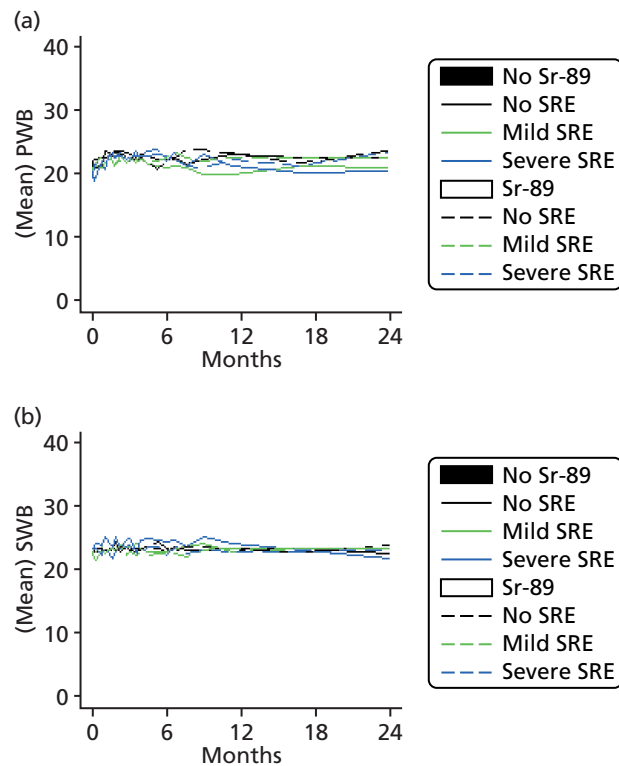 (a)
40
30
20
10
0
(Mean) PWB
0 6 12 18 24
Months
No Sr-89
No SRE
Mild SRE
Severe SRE
Sr-89
No SRE
Mild SRE
Severe SRE
(b)
40
30
20
10
0
(Mean) SWB
0 6 12 18 24
Months
No Sr-89
No SRE
Mild SRE
Severe SRE
Sr-89
No SRE
Mild SRE
Severe SRE